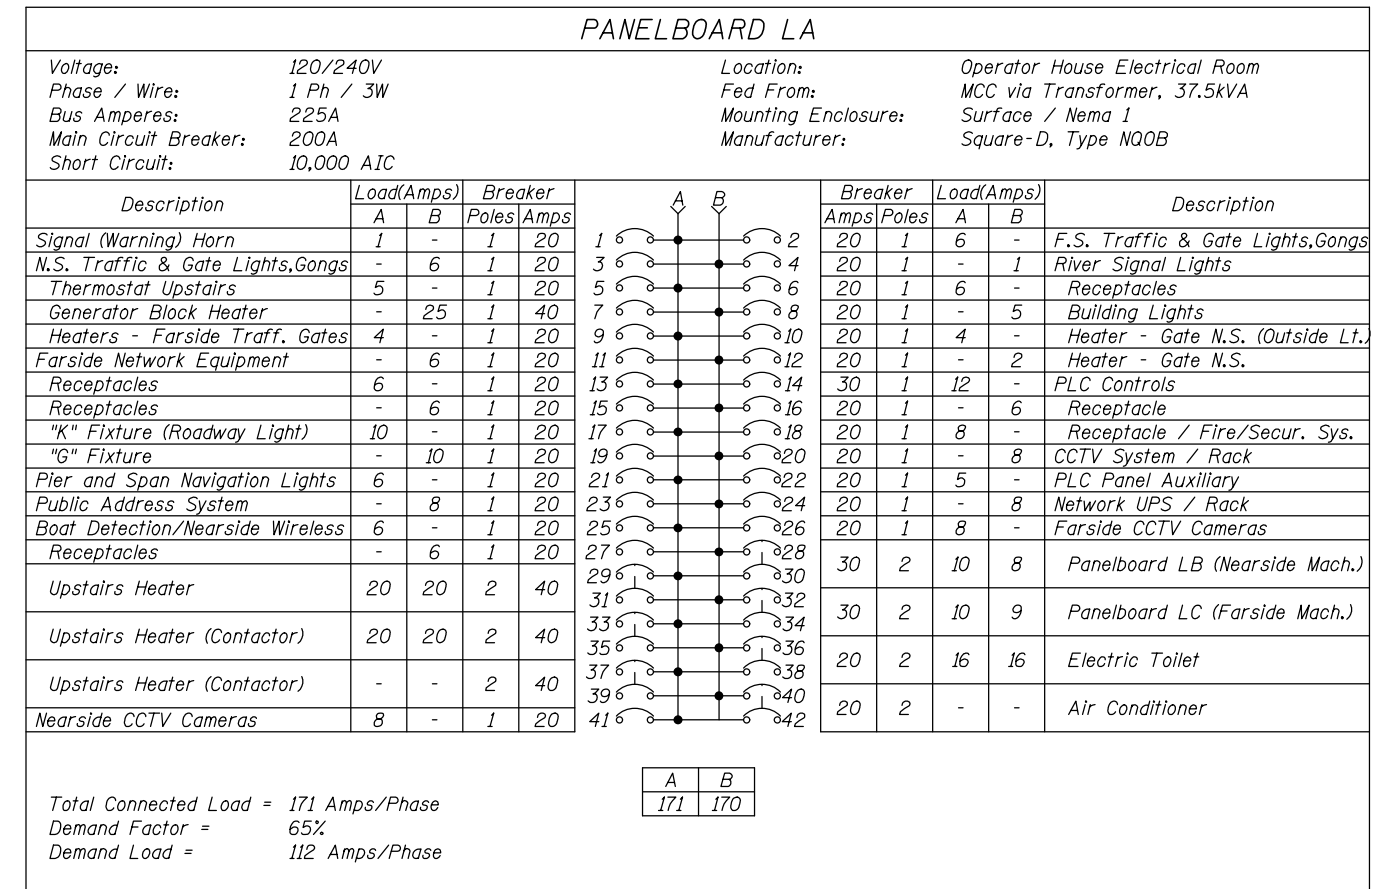 PANELBOARD LA
Voltage: 120/240V Location: Operator House Electrical Room
Phase / Wire: 1 Ph / 3W Fed From: MCC via Transformer, 37.5kVA
Bus Amperes: 225A Mounting Enclosure: Surface / Nema 1
Main Circuit Breaker: 200A Manufacturer: Square-D, Type NQOB
Short Circuit: 10,000 AIC
Description Load(Amps) Breaker A B Breaker Load(Amps) Description
A B Poles Amps Amps Poles A B
Signal (Warning) Horn 1 - 1 20 1 2 20 1 6 - F.S. Traffic & Gate Lights,Gongs
N.S. Traffic & Gate Lights,Gongs - 6 1 20 3 4 20 1 - 1 River Signal Lights
Thermostat Upstairs 5 - 1 20 5 6 20 1 6 - Receptacles
Generator Block Heater - 25 1 40 7 8 20 1 - 5 Building Lights
Heaters - Farside Traff. Gates 4 - 1 20 9 10 20 1 4 - Heater - Gate N.S. (Outside Lt.)
Farside Network Equipment - 6 1 20 11 12 20 1 - 2 Heater - Gate N.S.
Receptacles 6 - 1 20 13 14 30 1 12 - PLC Controls
Receptacles - 6 1 20 15 16 20 1 - 6 Receptacle
"K" Fixture (Roadway Light) 10 - 1 20 17 18 20 1 8 - Receptacle / Fire/Secur. Sys.
"G" Fixture - 10 1 20 19 20 20 1 - 8 CCTV System / Rack
Pier and Span Navigation Lights 6 - 1 20 21 22 20 1 5 - PLC Panel Auxiliary
Public Address System - 8 1 20 23 24 20 1 - 8 Network UPS / Rack
Boat Detection/Nearside Wireless 6 - 1 20 25 26 20 1 8 - Farside CCTV Cameras
Receptacles - 6 1 20 27 28
30 2 10 8 Panelboard LB (Nearside Mach.)
29 30
Upstairs Heater 20 20 2 40
31 32
30 2 10 9 Panelboard LC (Farside Mach.)
33 34
Upstairs Heater (Contactor) 20 20 2 40
35 36
20 2 16 16 Electric Toilet
37 38
Upstairs Heater (Contactor) - - 2 40
39 40
20 2 - - Air Conditioner
Nearside CCTV Cameras 8 - 1 20 41 42
A B
Total Connected Load = 171 Amps/Phase 171 170
Demand Factor = 65%
Demand Load = 112 Amps/Phase